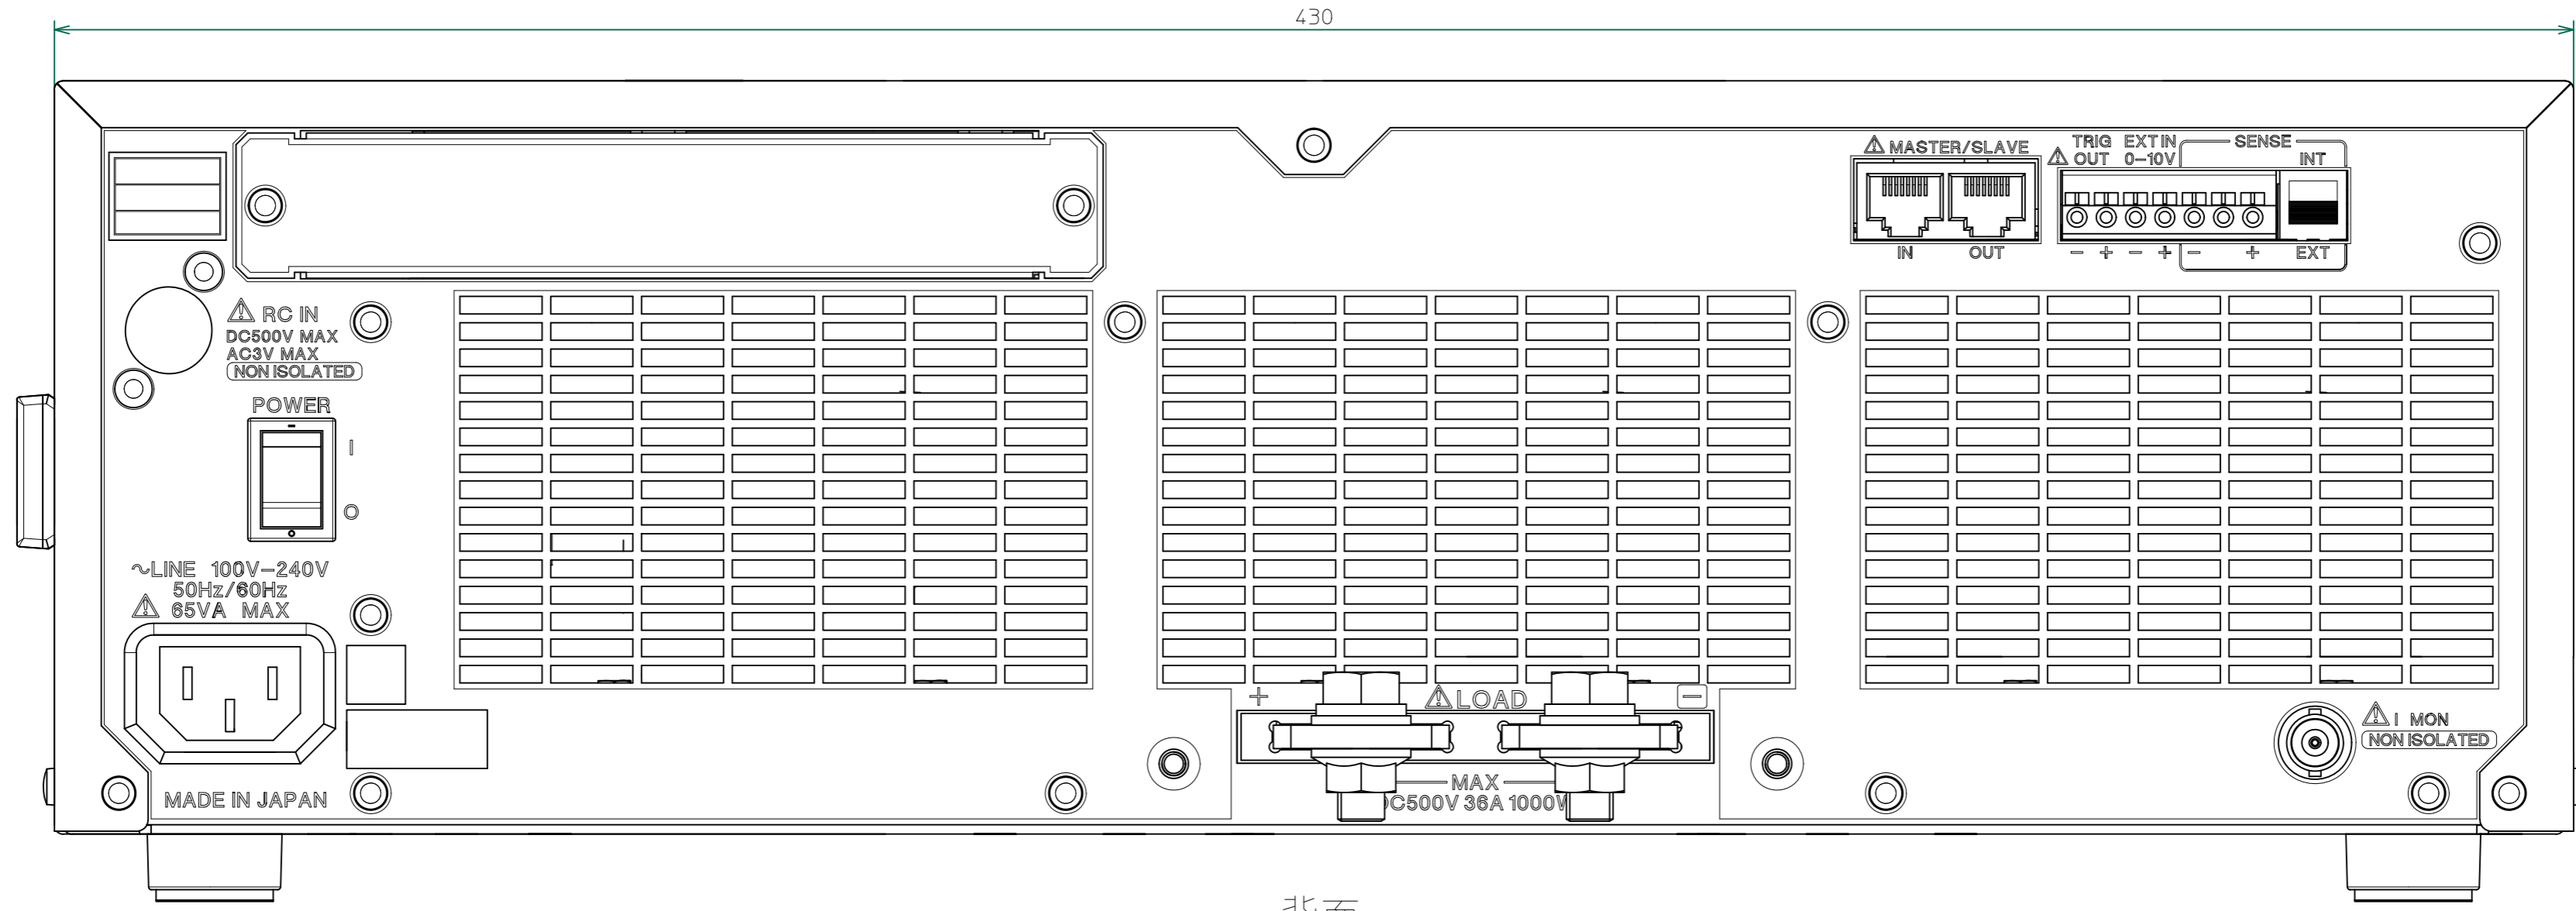 430
MASTER/SLAVE
IN OUT
TRIG OUT
EXT IN 0-10V
SENSE
INT
- + - + - +
EXT
RC IN
DC500V MAX
AC3V MAX
NON ISOLATED
POWER
I
O
~LINE 100V-240V
50Hz/60Hz
65VA MAX
MADE IN JAPAN
+ LOAD -
MAX
DC500V 36A 1000W
I MON
NON ISOLATED
背面